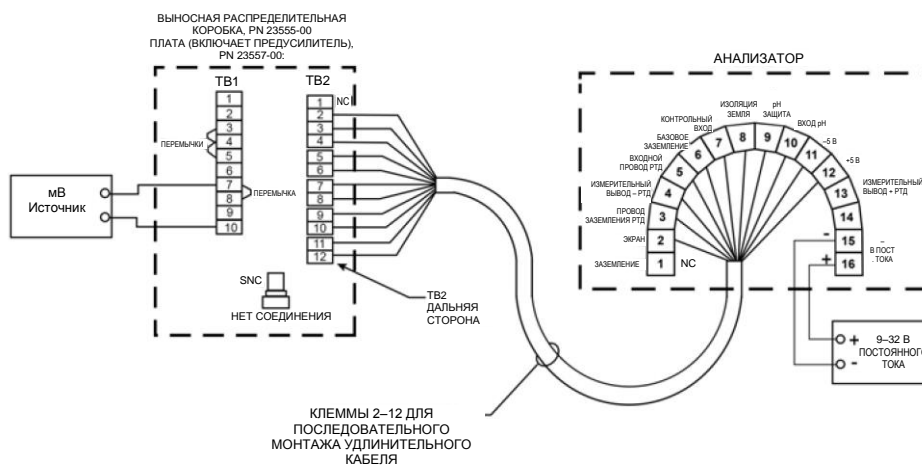 ВЫНОСНАЯ РАСПРЕДЕЛИТЕЛЬНАЯ
КОРОБКА, PN 23555-00
ПЛАТА (ВКЛЮЧАЕТ ПРЕДУСИЛИТЕЛЬ),
PN 23557-00:
TB1
1
2
3
4
5
6
7
8
9
10
ПЕРЕМЫЧКИ
ПЕРЕМЫЧКА
TB2
1
2
3
4
5
6
7
8
9
10
11
12
NC
мВ
Источник
SNC
НЕТ СОЕДИНЕНИЯ
TB2
ДАЛЬНЯЯ
СТОРОНА
КЛЕММЫ 2–12 ДЛЯ
ПОСЛЕДОВАТЕЛЬНОГО
МОНТАЖА УДЛИНИТЕЛЬНОГО
КАБЕЛЯ
АНАЛИЗАТОР
ЗАЗЕМЛЕНИЕ
ЭКРАН
ПРОВОД
ЗАЗЕМЛЕНИЯ РТД
ИЗМЕРИТЕЛЬНЫЙ
ВЫВОД – РТД
ВХОДНОЙ
ПРОВОД РТД
БАЗОВОЕ
ЗАЗЕМЛЕНИЕ
КОНТРОЛЬНЫЙ
ВХОД
ИЗОЛЯЦИЯ
ЗЕМЛЯ
pH
ЗАЩИТА
ВХОД pH
–5 В
+5 В
ИЗМЕРИТЕЛЬНЫЙ
ВЫВОД + РТД
1
2
3
4
5
6
7
8
9
10
11
12
13
14
15
16
NC
-
+
–
В ПОСТ
. ТОКА
+
-
9–32 В
ПОСТОЯННОГО
ТОКА